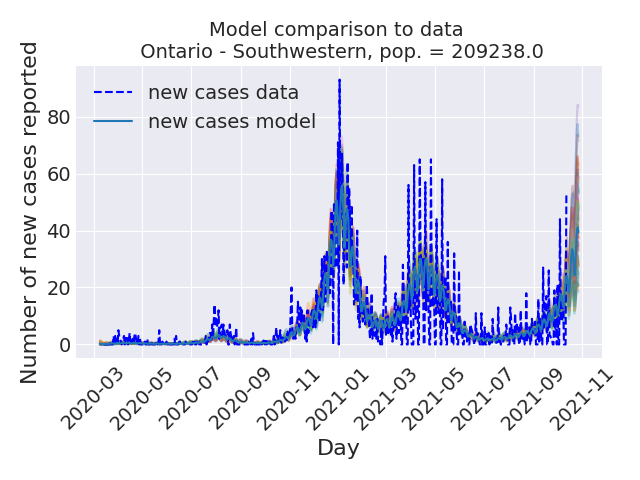 Model comparison to data
Ontario - Southwestern, pop. = 209238.0
new cases data
new cases model
Number of new cases reported
80
60
40
20
0
2020-03
2020-05
2020-07
2020-09
2020-11
2021-01
2021-03
2021-05
2021-07
2021-09
2021-11
Day